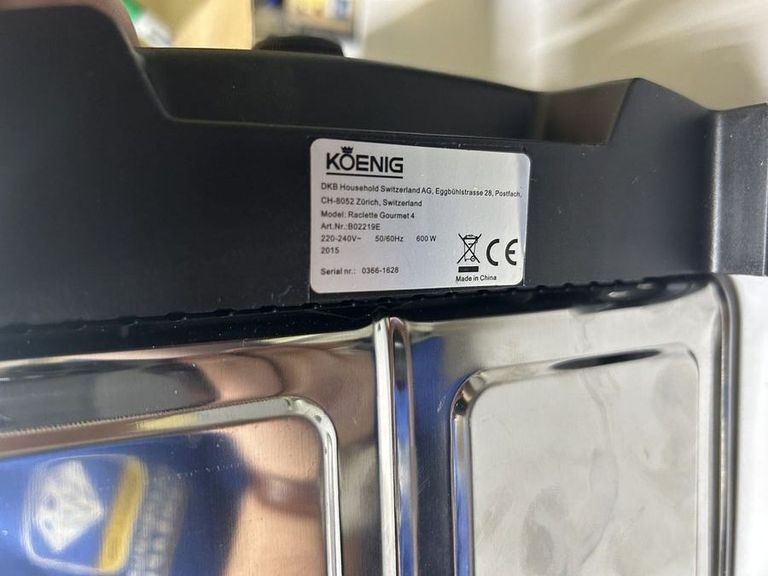 KOENIG
DKB Household Switzerland AG, Eggbühlstrasse 28, Postfach,
CH-8052 Zürich, Switzerland
Model: Raclette Gourmet 4
Art.Nr.:B02219E
220-240V~ 50/60Hz 600 W
2015
CE
Serial nr.: 0366-1628
Made in China